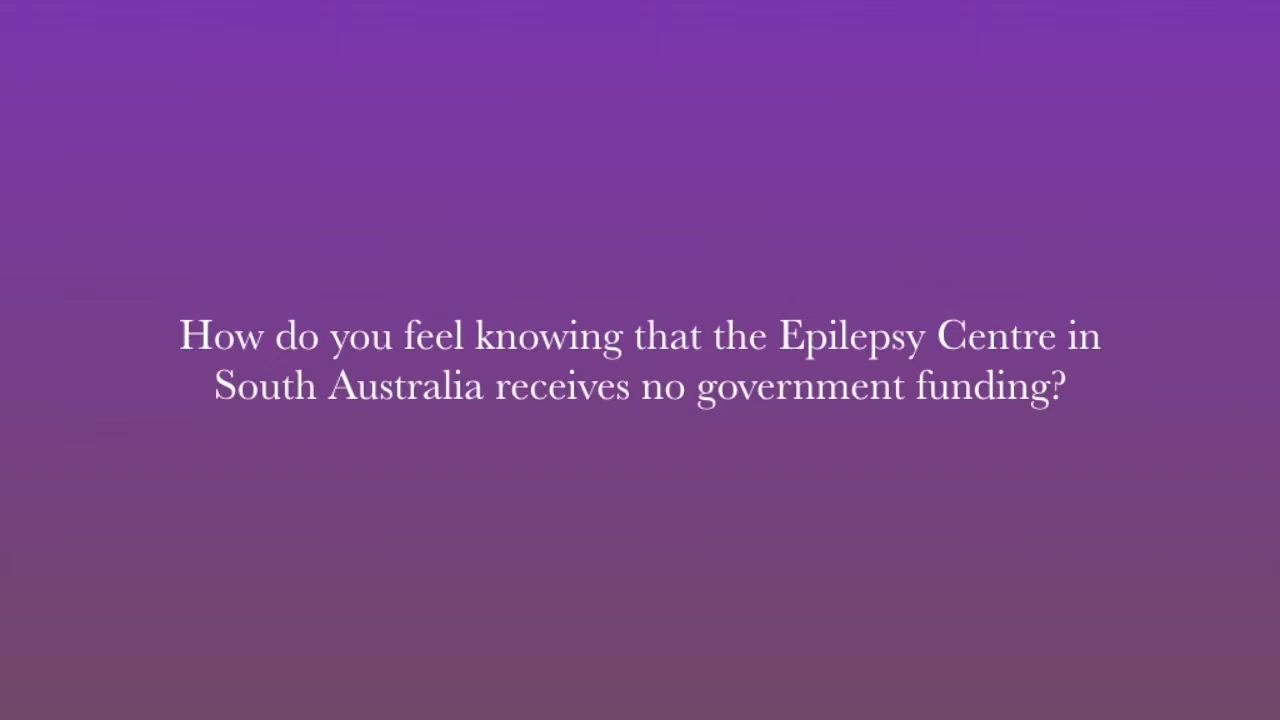 How do you feel knowing that the Epilepsy Centre in
South Australia receives no government funding?